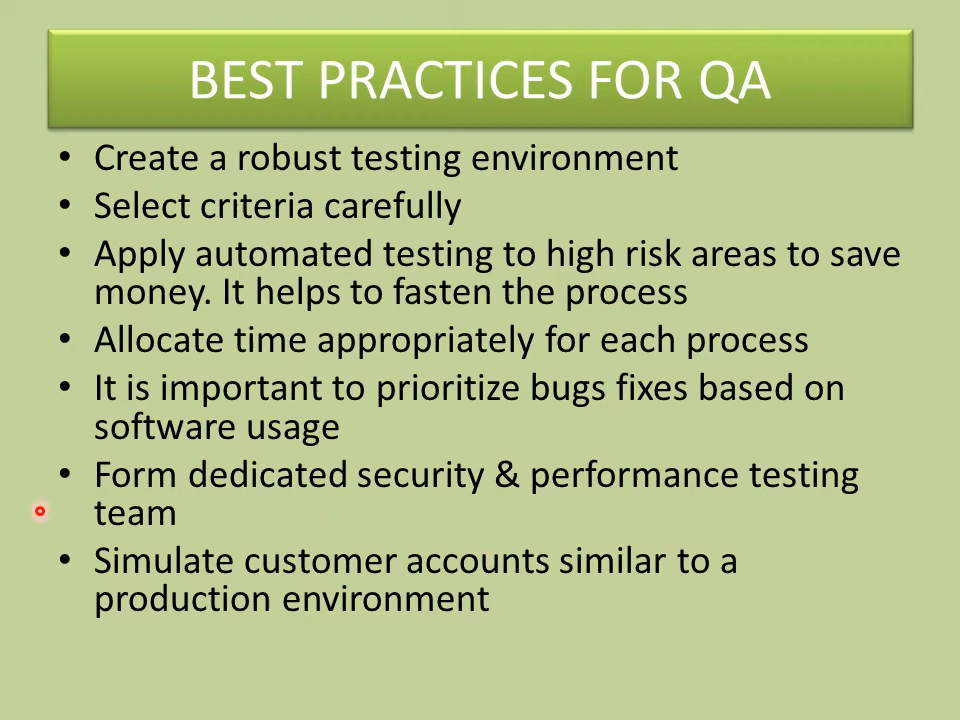 BEST PRACTICES FOR QA
• Create a robust testing environment
• Select criteria carefully
• Apply automated testing to high risk areas to save
money. It helps to fasten the process
• Allocate time appropriately for each process
• It is important to prioritize bugs fixes based on
software usage
• Form dedicated security & performance testing
team
• Simulate customer accounts similar to a
production environment